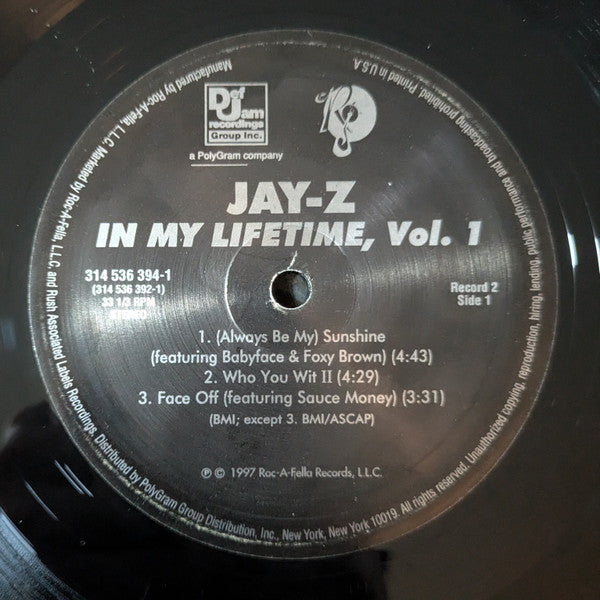 Def
Jam
recordings
Group Inc.
a PolyGram company
R
JAY-Z
IN MY LIFETIME, Vol. 1
314 536 394-1
(314 536 392-1)
33 1/3 RPM
STEREO
Record 2
Side 1
1. (Always Be My) Sunshine
(featuring Babyface & Foxy Brown) (4:43)
2. Who You Wit II (4:29)
3. Face Off (featuring Sauce Money) (3:31)
(BMI; except 3. BMI/ASCAP)
℗ © 1997 Roc-A-Fella Records, L.L.C.
Manufactured by Roc-A-Fella, L.L.C. Marketed by Roc-A-Fella, L.L.C. and Rush Associated Labels Recordings. Distributed by PolyGram Group Distribution, Inc., New York, New York 10019. All rights reserved. Unauthorized copying, reproduction, hiring, lending, public performance and broadcasting prohibited. Printed in U.S.A.